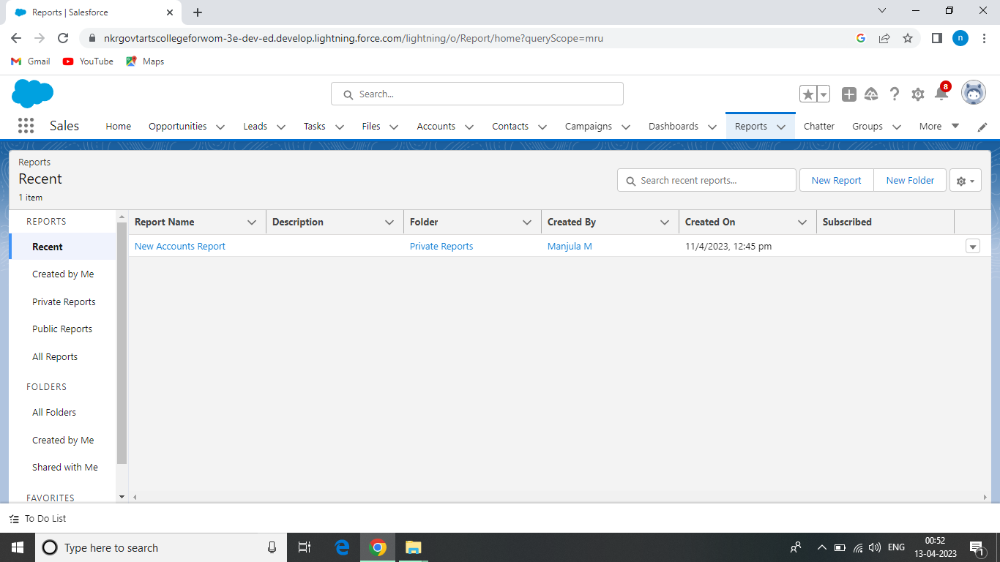 Reports | Salesforce
nkrgovtartscollegeforwom-3e-dev-ed.develop.lightning.force.com/lightning/o/Report/home?queryScope=mru
n
Gmail YouTube Maps
Search...
8
Sales Home Opportunities Leads Tasks Files Accounts Contacts Campaigns Dashboards Reports Chatter Groups More
Reports
Recent
1 item
Search recent reports...
New Report
New Folder
REPORTS
Recent
Created by Me
Private Reports
Public Reports
All Reports
FOLDERS
All Folders
Created by Me
Shared with Me
FAVORITES
Report Name Description Folder Created By Created On Subscribed
New Accounts Report Private Reports Manjula M 11/4/2023, 12:45 pm
To Do List
Type here to search
ENG
00:52
13-04-2023
1